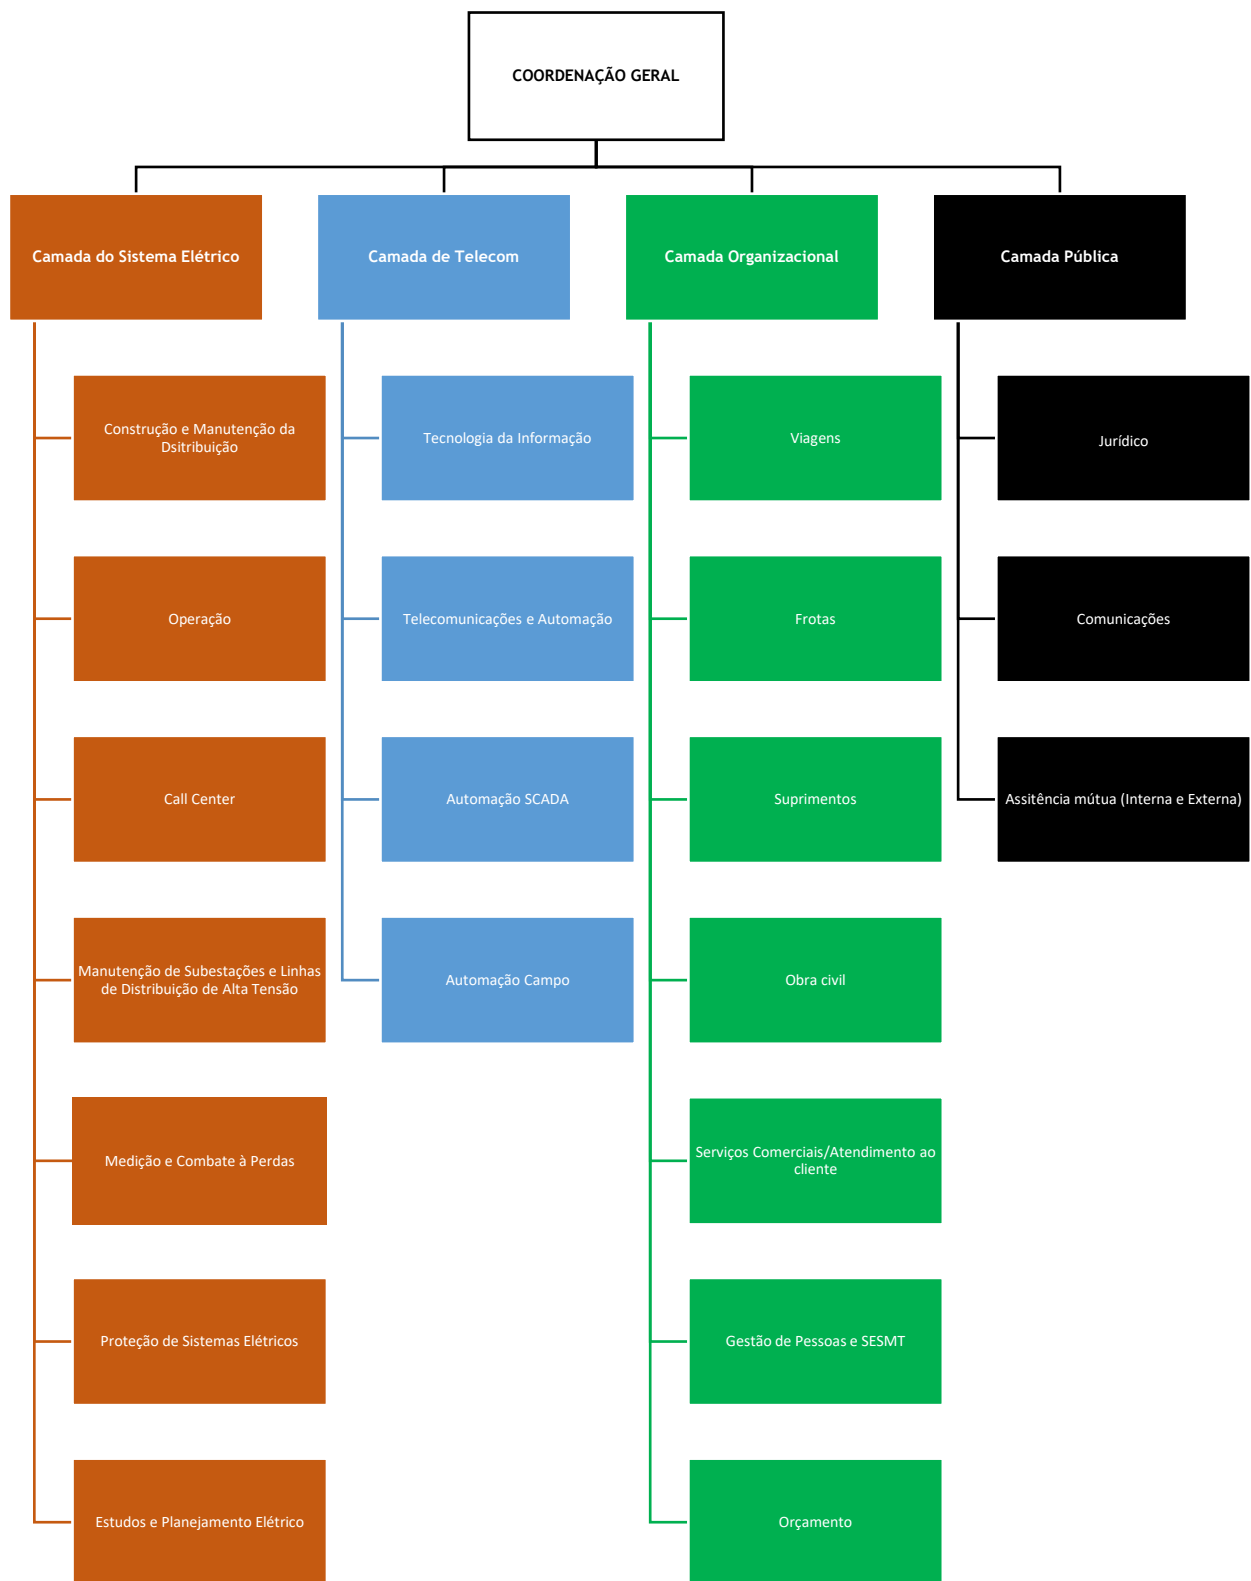 COORDENAÇÃO GERAL
Camada do Sistema Elétrico
Camada de Telecom
Camada Organizacional
Camada Pública
Construção e Manutenção da
Dsitribuição
Tecnologia da Informação
Viagens
Jurídico
Operação
Telecomunicações e Automação
Frotas
Comunicações
Call Center
Automação SCADA
Suprimentos
Assitência mútua (Interna e Externa)
Manutenção de Subestações e Linhas
de Distribuição de Alta Tensão
Automação Campo
Obra civil
Medição e Combate à Perdas
Serviços Comerciais/Atendimento ao
cliente
Proteção de Sistemas Elétricos
Gestão de Pessoas e SESMT
Estudos e Planejamento Elétrico
Orçamento